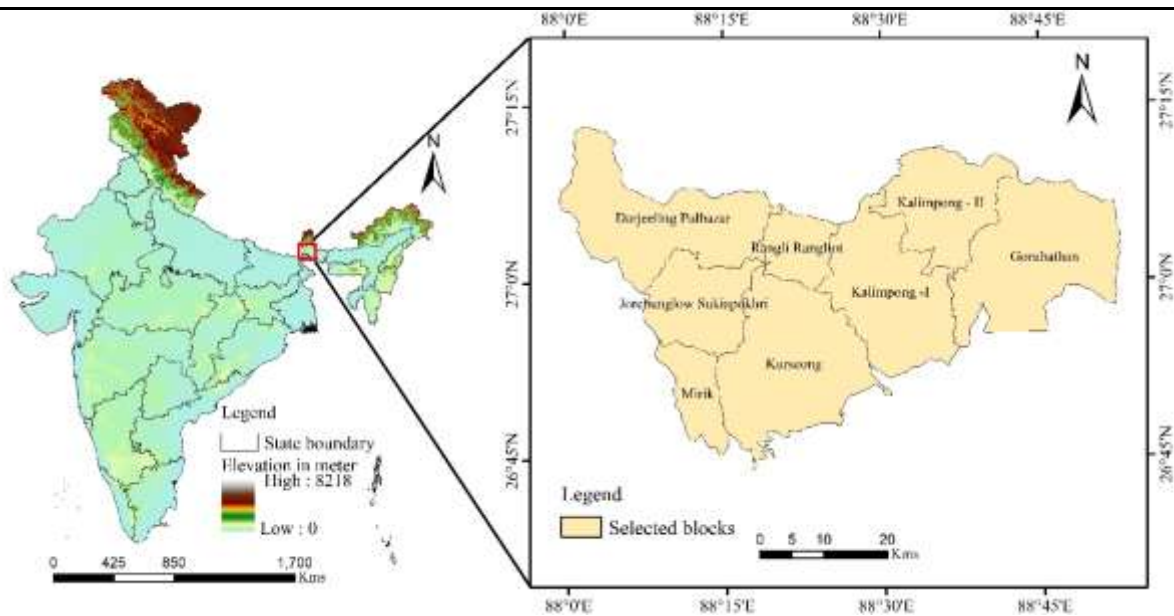 88°0'E
88°15'E
88°30'E
88°45'E
27°15'N
27°0'N
26°45'N
N
Legend
State boundary
Elevation in meter
High : 8218
Low : 0
0 425 850 1,700
Kms
N
27°15'N
27°0'N
26°45'N
Darjeeling Pulbazar
Rangli Rangliot
Kalimpong - II
Gorubathan
Jorebunglow Sukiapokhri
Kalimpong -I
Kurseong
Mirik
Legend
Selected blocks
0 5 10 20
Kms
88°0'E
88°15'E
88°30'E
88°45'E